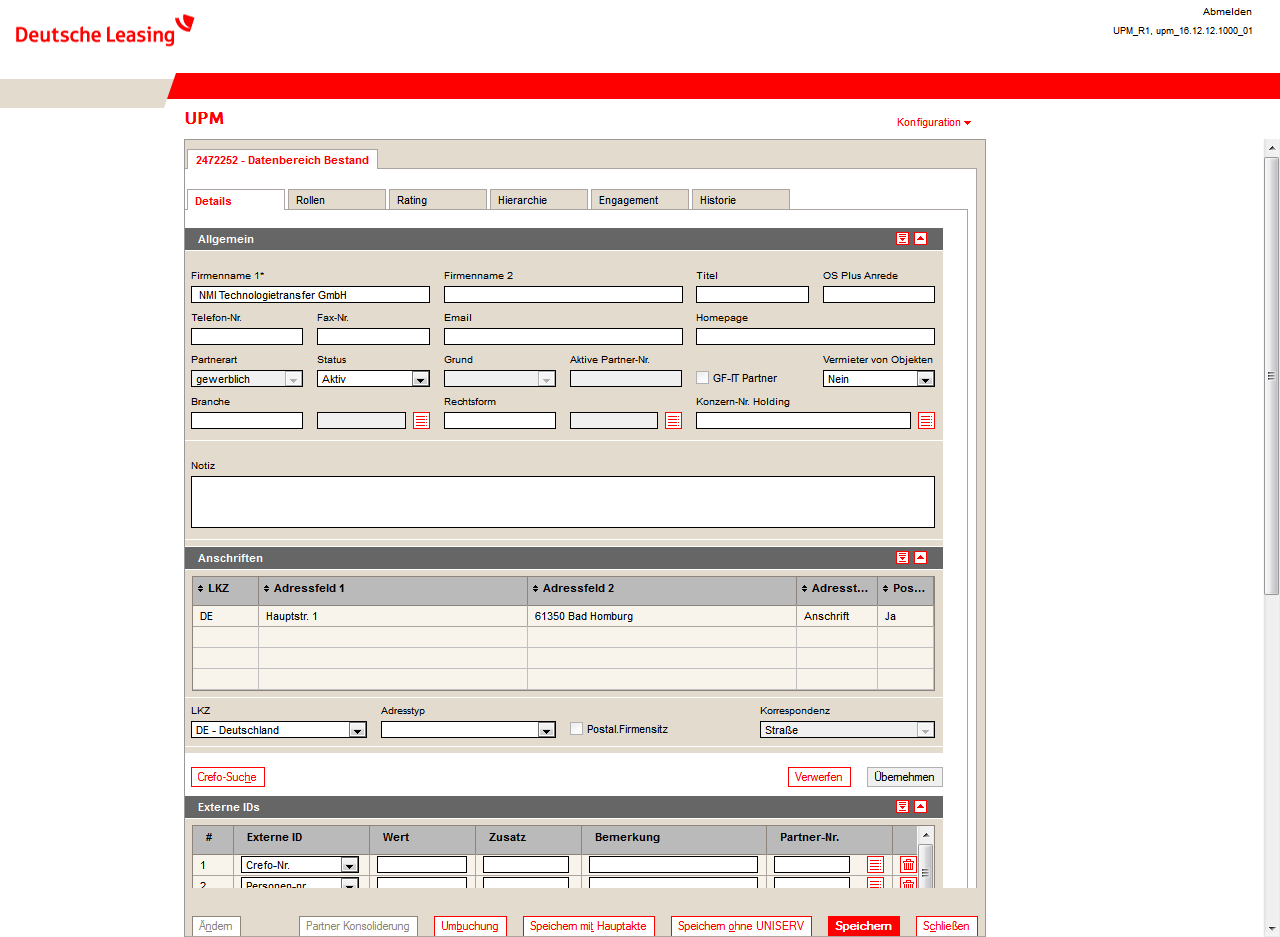 Abmelden
Deutsche Leasing
UPM_R1, upm_16.12.12.1000_01
UPM
Konfiguration
2472252 - Datenbereich Bestand
Details Rollen Rating Hierarchie Engagement Historie
Allgemein
Firmenname 1* Firmenname 2 Titel OS Plus Anrede
NMI Technologietransfer GmbH
Telefon-Nr. Fax-Nr. Email Homepage
Partnerart Status Grund Aktive Partner-Nr. Vermieter von Objekten
gewerblich Aktiv GF-IT Partner Nein
Branche Rechtsform Konzern-Nr. Holding
Notiz
Anschriften
LKZ Adressfeld 1 Adressfeld 2 Adresst... Pos...
DE Hauptstr. 1 61350 Bad Homburg Anschrift Ja
LKZ Adresstyp Korrespondenz
DE - Deutschland Postal.Firmensitz Straße
Crefo-Suche Verwerfen Übernehmen
Externe IDs
# Externe ID Wert Zusatz Bemerkung Partner-Nr.
1 Crefo-Nr.
2 Personen-nr
Ändern Partner Konsolidierung Umbuchung Speichern mit Hauptakte Speichern ohne UNISERV Speichern Schließen